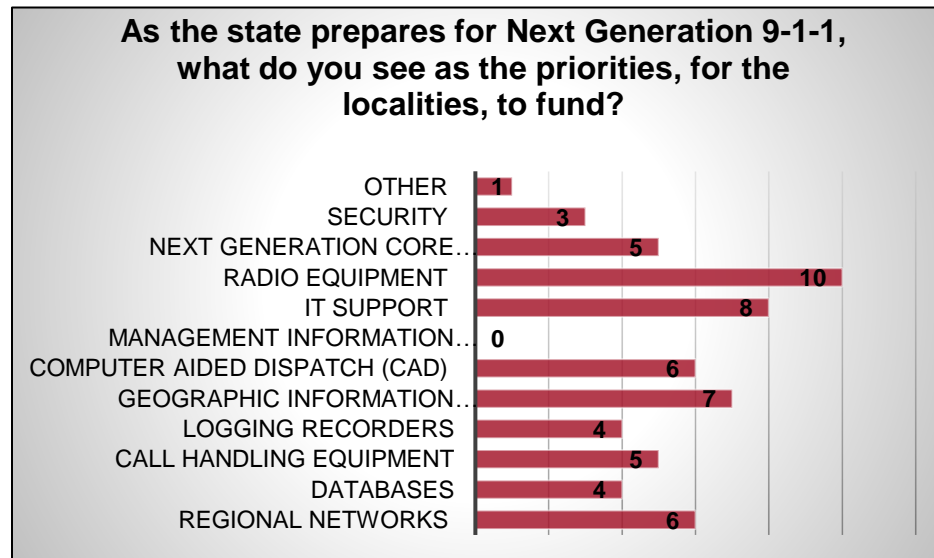 As the state prepares for Next Generation 9-1-1,
what do you see as the priorities, for the
localities, to fund?
OTHER 1
SECURITY 3
NEXT GENERATION CORE… 5
RADIO EQUIPMENT 10
IT SUPPORT 8
MANAGEMENT INFORMATION… 0
COMPUTER AIDED DISPATCH (CAD) 6
GEOGRAPHIC INFORMATION… 7
LOGGING RECORDERS 4
CALL HANDLING EQUIPMENT 5
DATABASES 4
REGIONAL NETWORKS 6